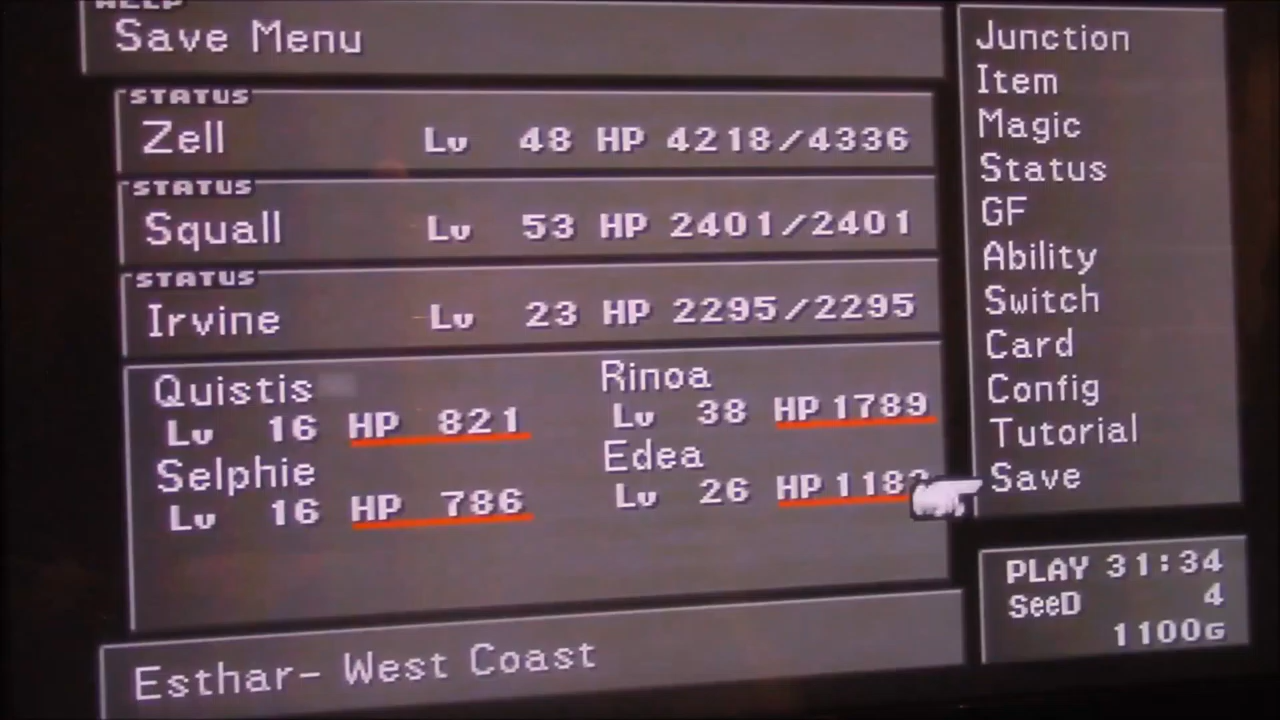 HELP
Save Menu
STATUS
Zell Lv 48 HP 4218/4336
STATUS
Squall Lv 53 HP 2401/2401
STATUS
Irvine Lv 23 HP 2295/2295
Quistis
Lv 16 HP 821
Selphie
Lv 16 HP 786
Rinoa
Lv 38 HP 1789
Edea
Lv 26 HP
Esthar- West Coast
Junction
Item
Magic
Status
GF
Ability
Switch
Card
Config
Tutorial
Save
PLAY 31:34
SeeD 4
1100G